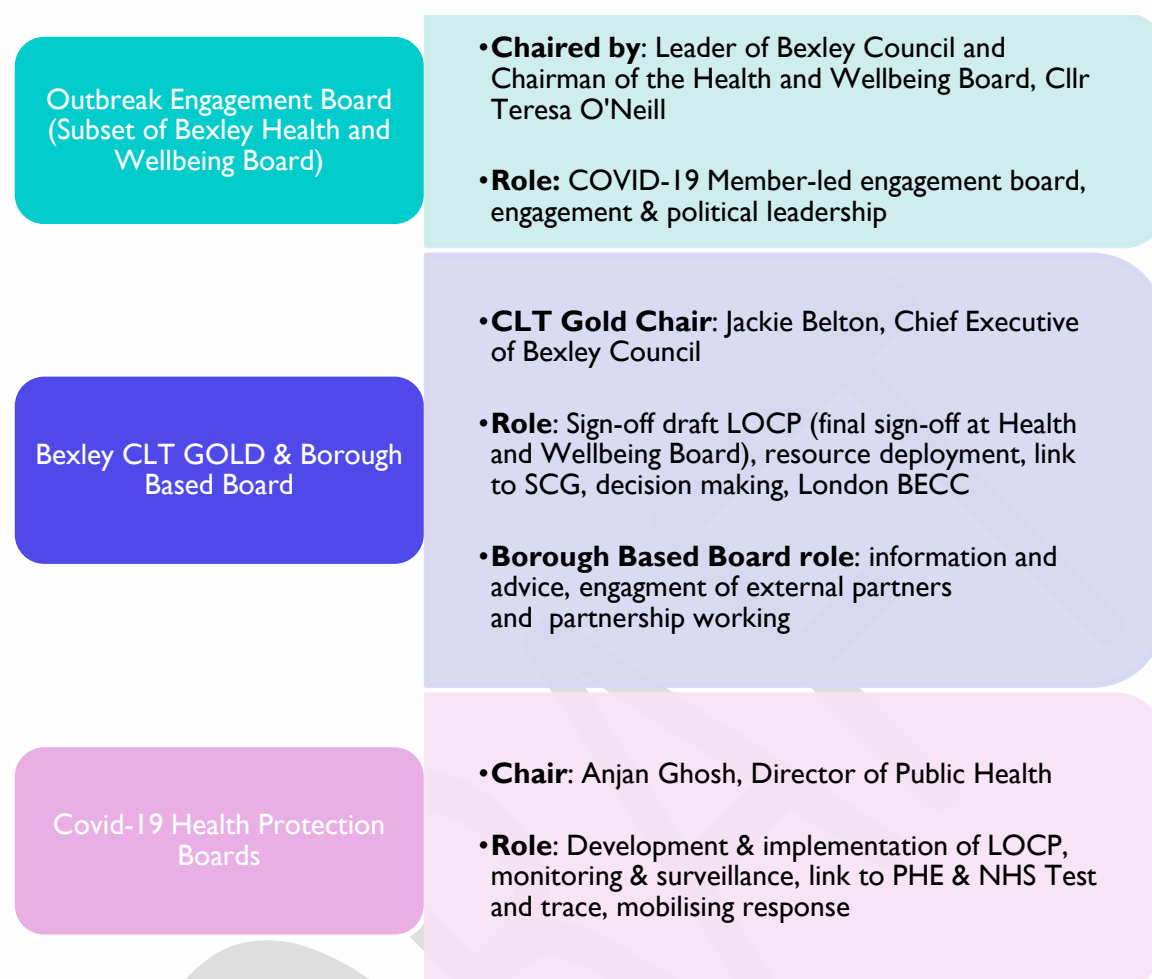 Outbreak Engagement Board
(Subset of Bexley Health and
Wellbeing Board)
•Chaired by: Leader of Bexley Council and
Chairman of the Health and Wellbeing Board, Cllr
Teresa O'Neill
•Role: COVID-19 Member-led engagement board,
engagement & political leadership
Bexley CLT GOLD & Borough
Based Board
•CLT Gold Chair: Jackie Belton, Chief Executive
of Bexley Council
•Role: Sign-off draft LOCP (final sign-off at Health
and Wellbeing Board), resource deployment, link
to SCG, decision making, London BECC
•Borough Based Board role: information and
advice, engagment of external partners
and  partnership working
Covid-19 Health Protection
Boards
•Chair: Anjan Ghosh, Director of Public Health
•Role: Development & implementation of LOCP,
monitoring & surveillance, link to PHE & NHS Test
and trace, mobilising response
DRAFT